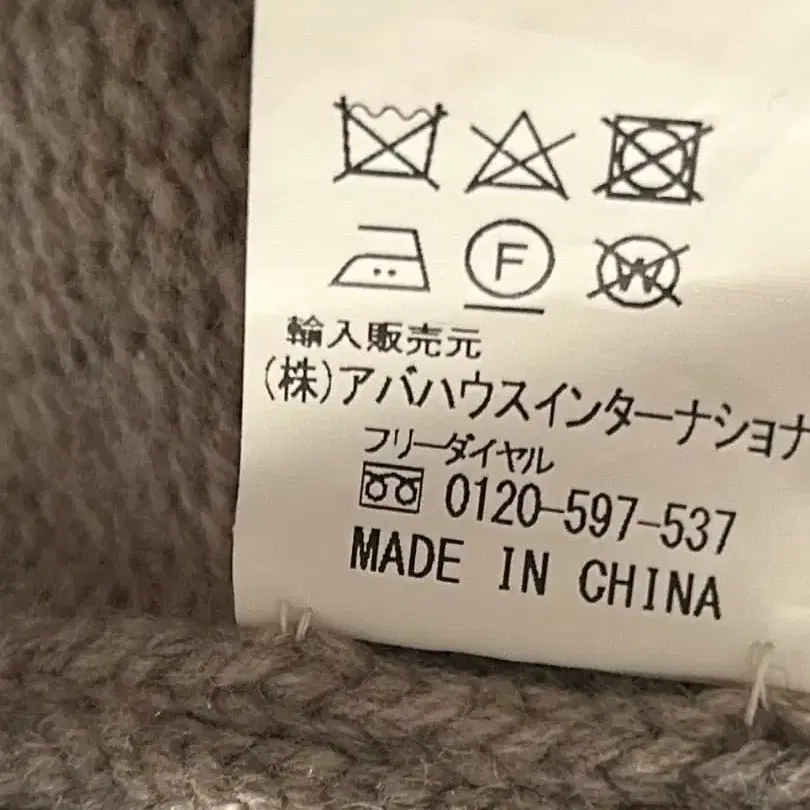 F W
輸入販売元
(株)アバハウスインターナショナ
フリーダイヤル
0120-597-537
MADE IN CHINA